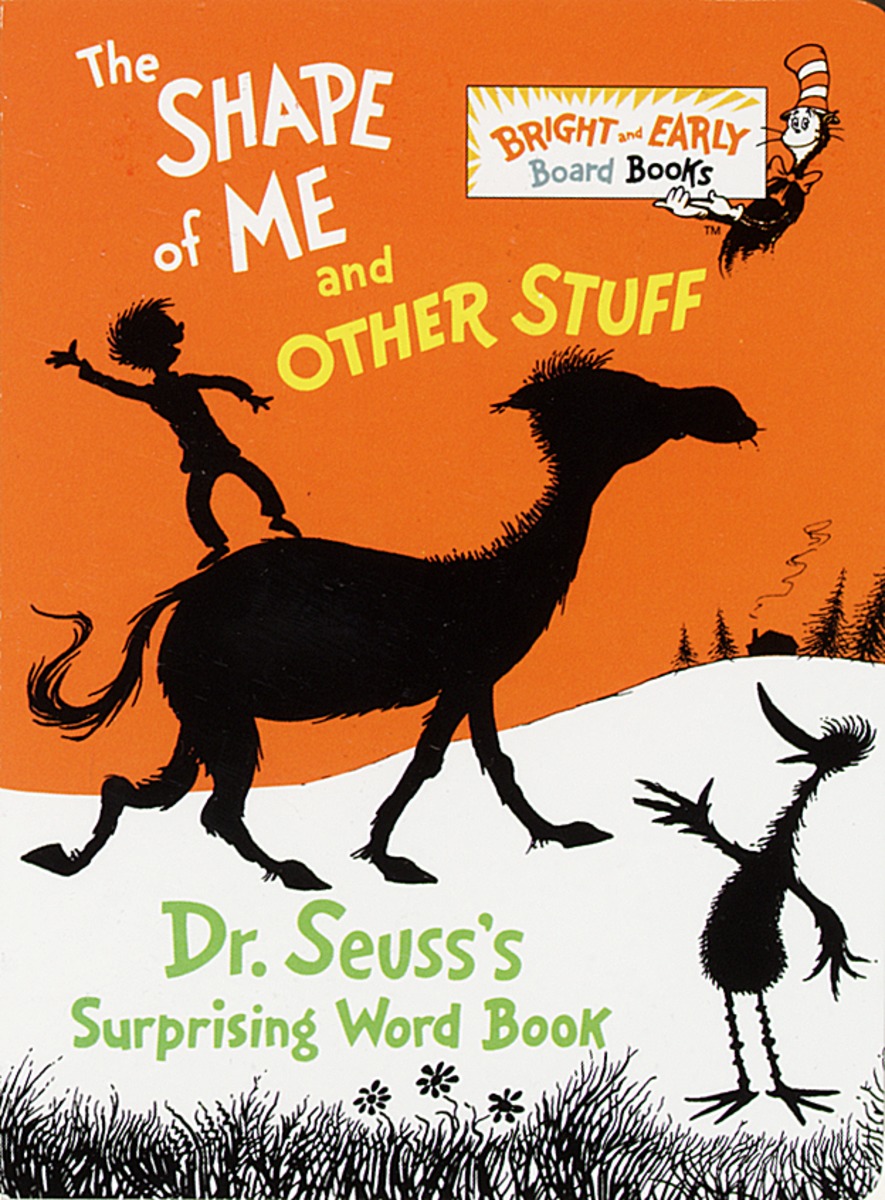 The
SHAPE
of ME
and
OTHER STUFF
BRIGHT and EARLY
Board Books
TM
Dr. Seuss's
Surprising Word Book